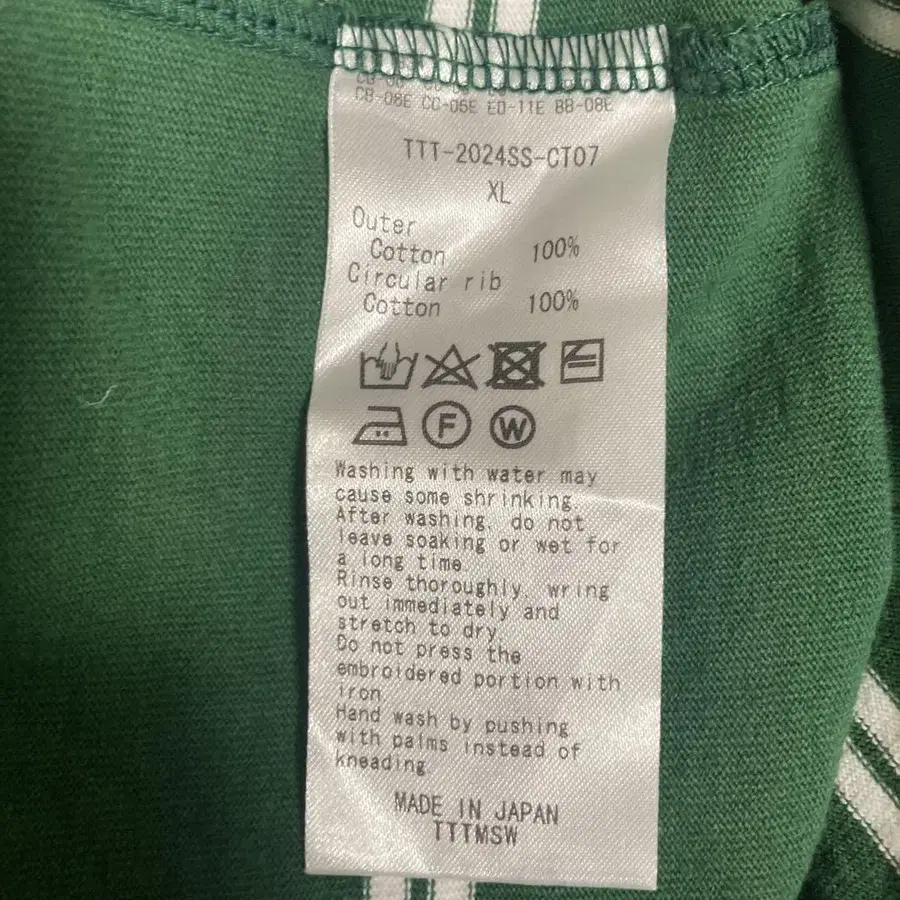 CB-08E CC-05E ED-11E BB-08E
TTT-2024SS-CT07
XL
Outer
Cotton 100%
Circular rib
Cotton 100%
F W
Washing with water may
cause some shrinking
After washing, do not
leave soaking or wet for
a long time.
Rinse thoroughly, wring
out immediately and
stretch to dry.
Do not press the
embroidered portion with
iron
Hand wash by pushing
with palms instead of
kneading
MADE IN JAPAN
TTTMSW